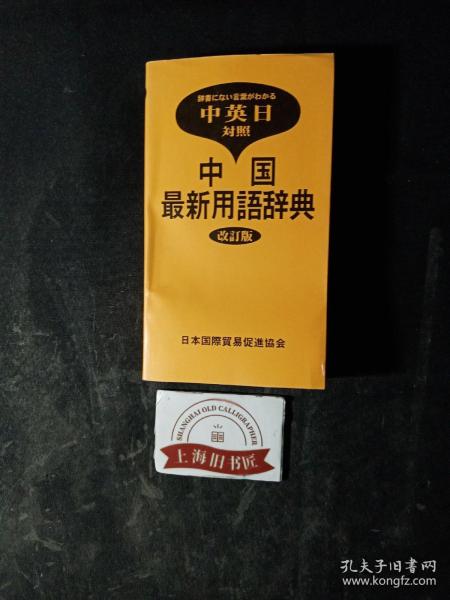 辞書にない言葉がわかる
中英日
対照
中国
最新用語辞典
改訂版
日本国際貿易促進協会
SHANGHAI OLD CALLIGRAPHER
上海旧书匠
孔夫子旧书网
www.kongfz.com